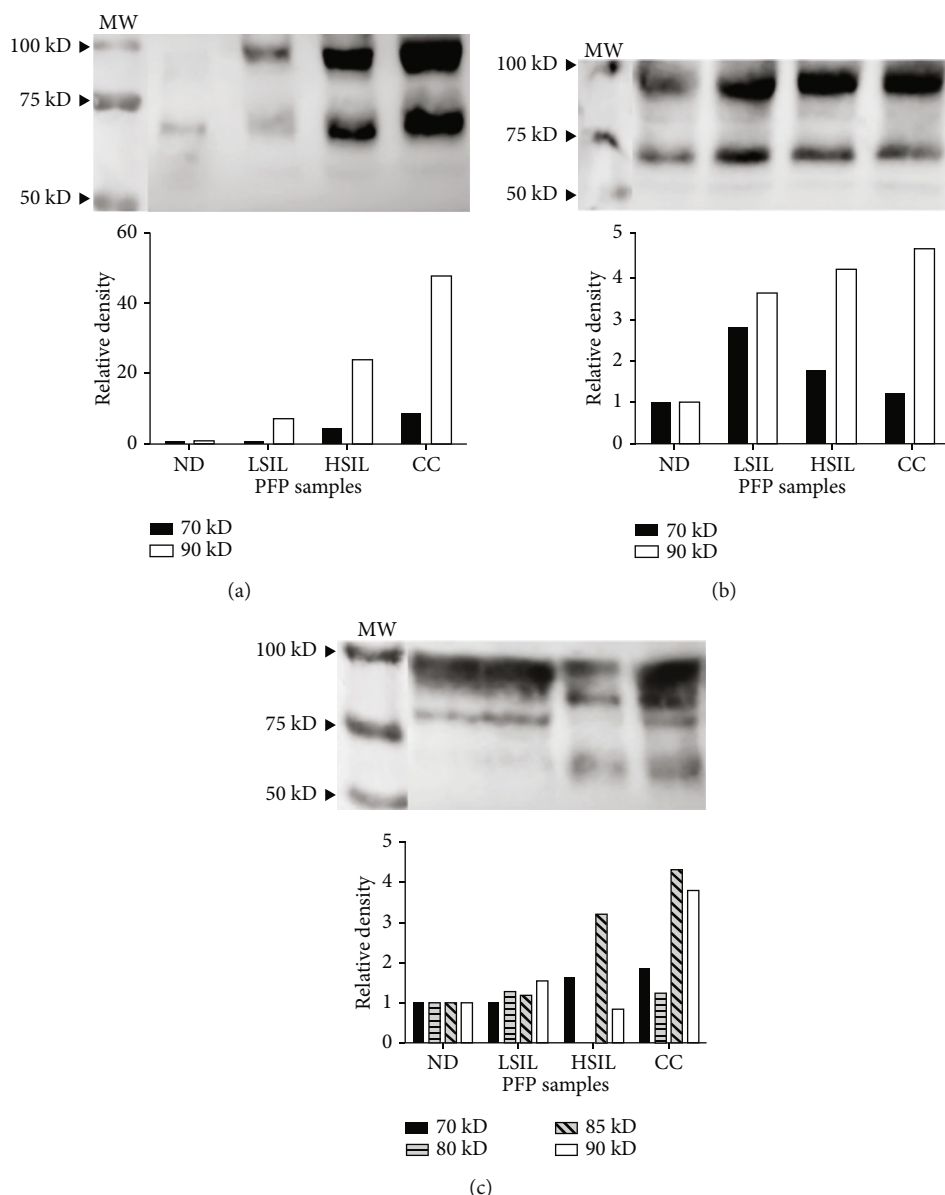 MW
100 kD
75 kD
50 kD
60
40
20
0
Relative density
ND LSIL HSIL CC
PFP samples
70 kD
90 kD
(a)
MW
100 kD
75 kD
50 kD
5
4
3
2
1
0
Relative density
ND LSIL HSIL CC
PFP samples
70 kD
90 kD
(b)
MW
100 kD
75 kD
50 kD
5
4
3
2
1
0
Relative density
ND LSIL HSIL CC
PFP samples
70 kD 85 kD
80 kD 90 kD
(c)